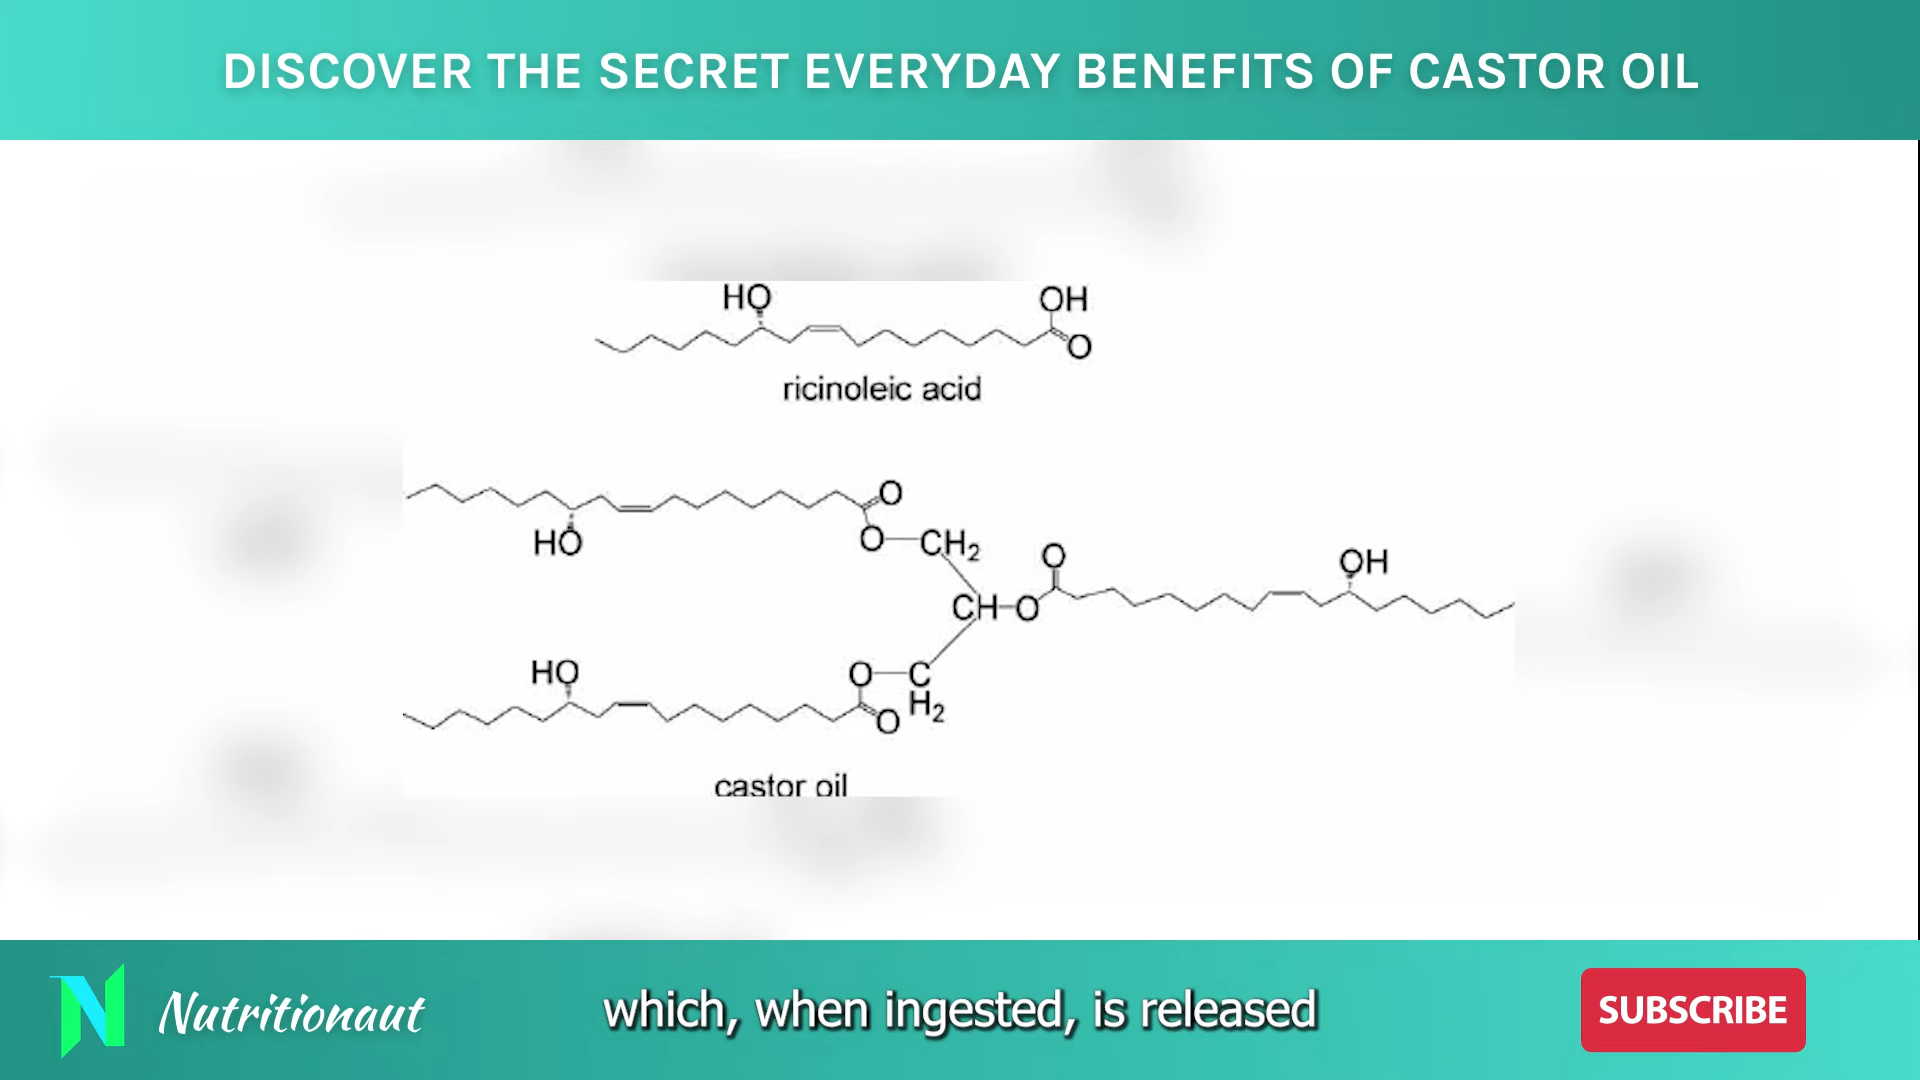 DISCOVER THE SECRET EVERYDAY BENEFITS OF CASTOR OIL
HO
OH
O
ricinoleic acid
O
HO
O
CH2
O
OH
CH
O
HO
O
C
H2
O
castor oil
Nutritionaut
which, when ingested, is released
SUBSCRIBE